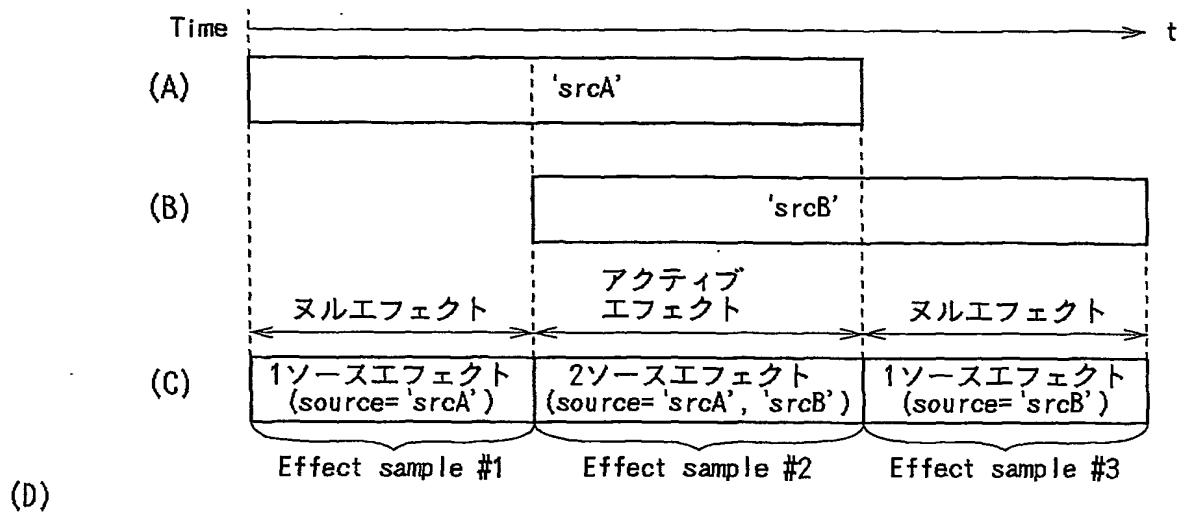 Time t
(A) 'srcA'
(B) 'srcB'
ヌルエフェクト アクティブ エフェクト ヌルエフェクト
(C) 1ソースエフェクト (source='srcA') 2ソースエフェクト (source='srcA', 'srcB') 1ソースエフェクト (source='srcB')
Effect sample #1 Effect sample #2 Effect sample #3
(D)